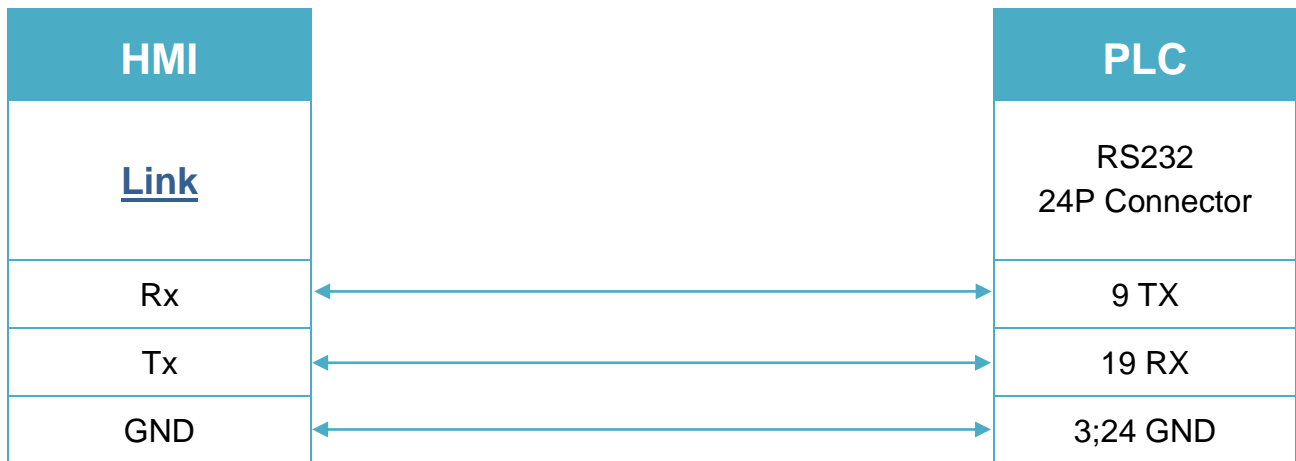 HMI
PLC
Link
RS232
24P Connector
Rx
9 TX
Tx
19 RX
GND
3;24 GND